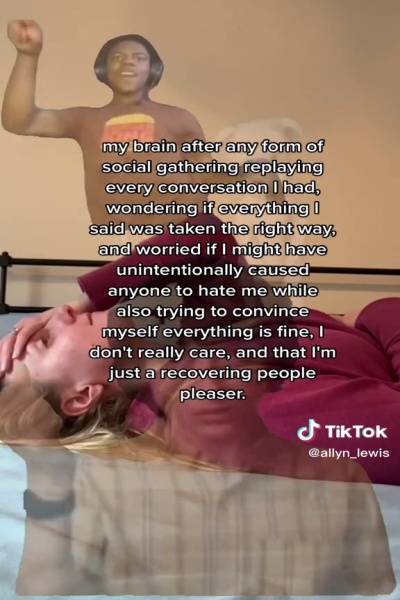 my brain after any form of
social gathering replaying
every conversation I had,
wondering if everything I
said was taken the right way,
and worried if I might have
unintentionally caused
anyone to hate me while
also trying to convince
myself everything is fine, I
don't really care, and that I'm
just a recovering people
pleaser.
TikTok
@allyn_lewis